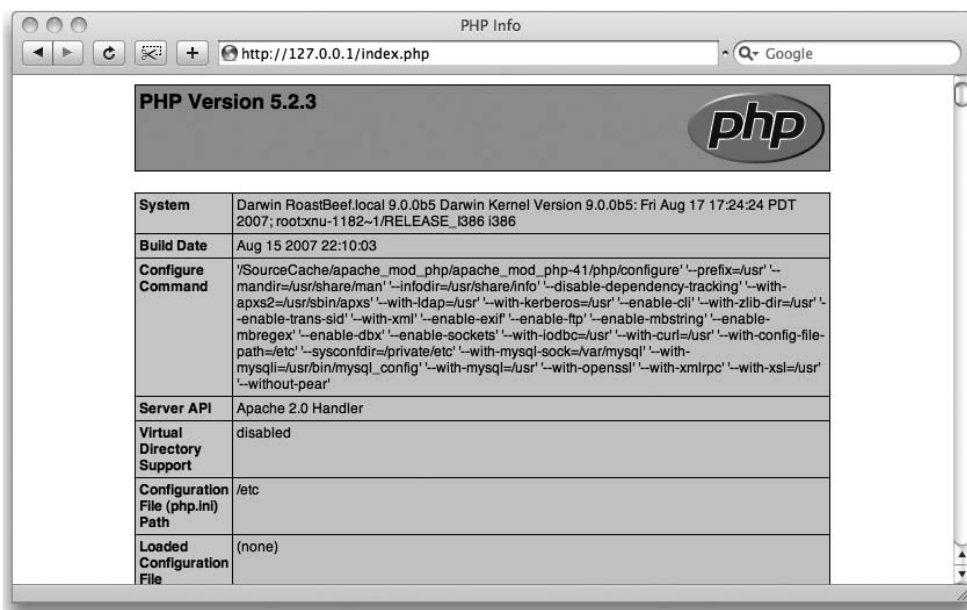 PHP Info
http://127.0.0.1/index.php
Google
PHP Version 5.2.3
php
System
Darwin RoastBeef.local 9.0.0b5 Darwin Kernel Version 9.0.0b5: Fri Aug 17 17:24:24 PDT
2007; root:xnu-1182~1/RELEASE_I386 i386
Build Date
Aug 15 2007 22:10:03
Configure
Command
'/SourceCache/apache_mod_php/apache_mod_php-41/php/configure' '--prefix=/usr' '--
mandir=/usr/share/man' '--infodir=/usr/share/info' '--disable-dependency-tracking' '--with-
apxs2=/usr/sbin/apxs' '--with-ldap=/usr' '--with-kerberos=/usr' '--enable-cli' '--with-zlib-dir=/usr' '-
-enable-trans-sid' '--with-xml' '--enable-exif' '--enable-ftp' '--enable-mbstring' '--enable-
mbregex' '--enable-dbx' '--enable-sockets' '--with-iodbc=/usr' '--with-curl=/usr' '--with-config-file-
path=/etc' '--sysconfdir=/private/etc' '--with-mysql-sock=/var/mysql' '--with-
mysqli=/usr/bin/mysql_config' '--with-mysql=/usr' '--with-openssl' '--with-xmlrpc' '--with-xsl=/usr'
'--without-pear'
Server API
Apache 2.0 Handler
Virtual
Directory
Support
disabled
Configuration
File (php.ini)
Path
/etc
Loaded
Configuration
File
(none)